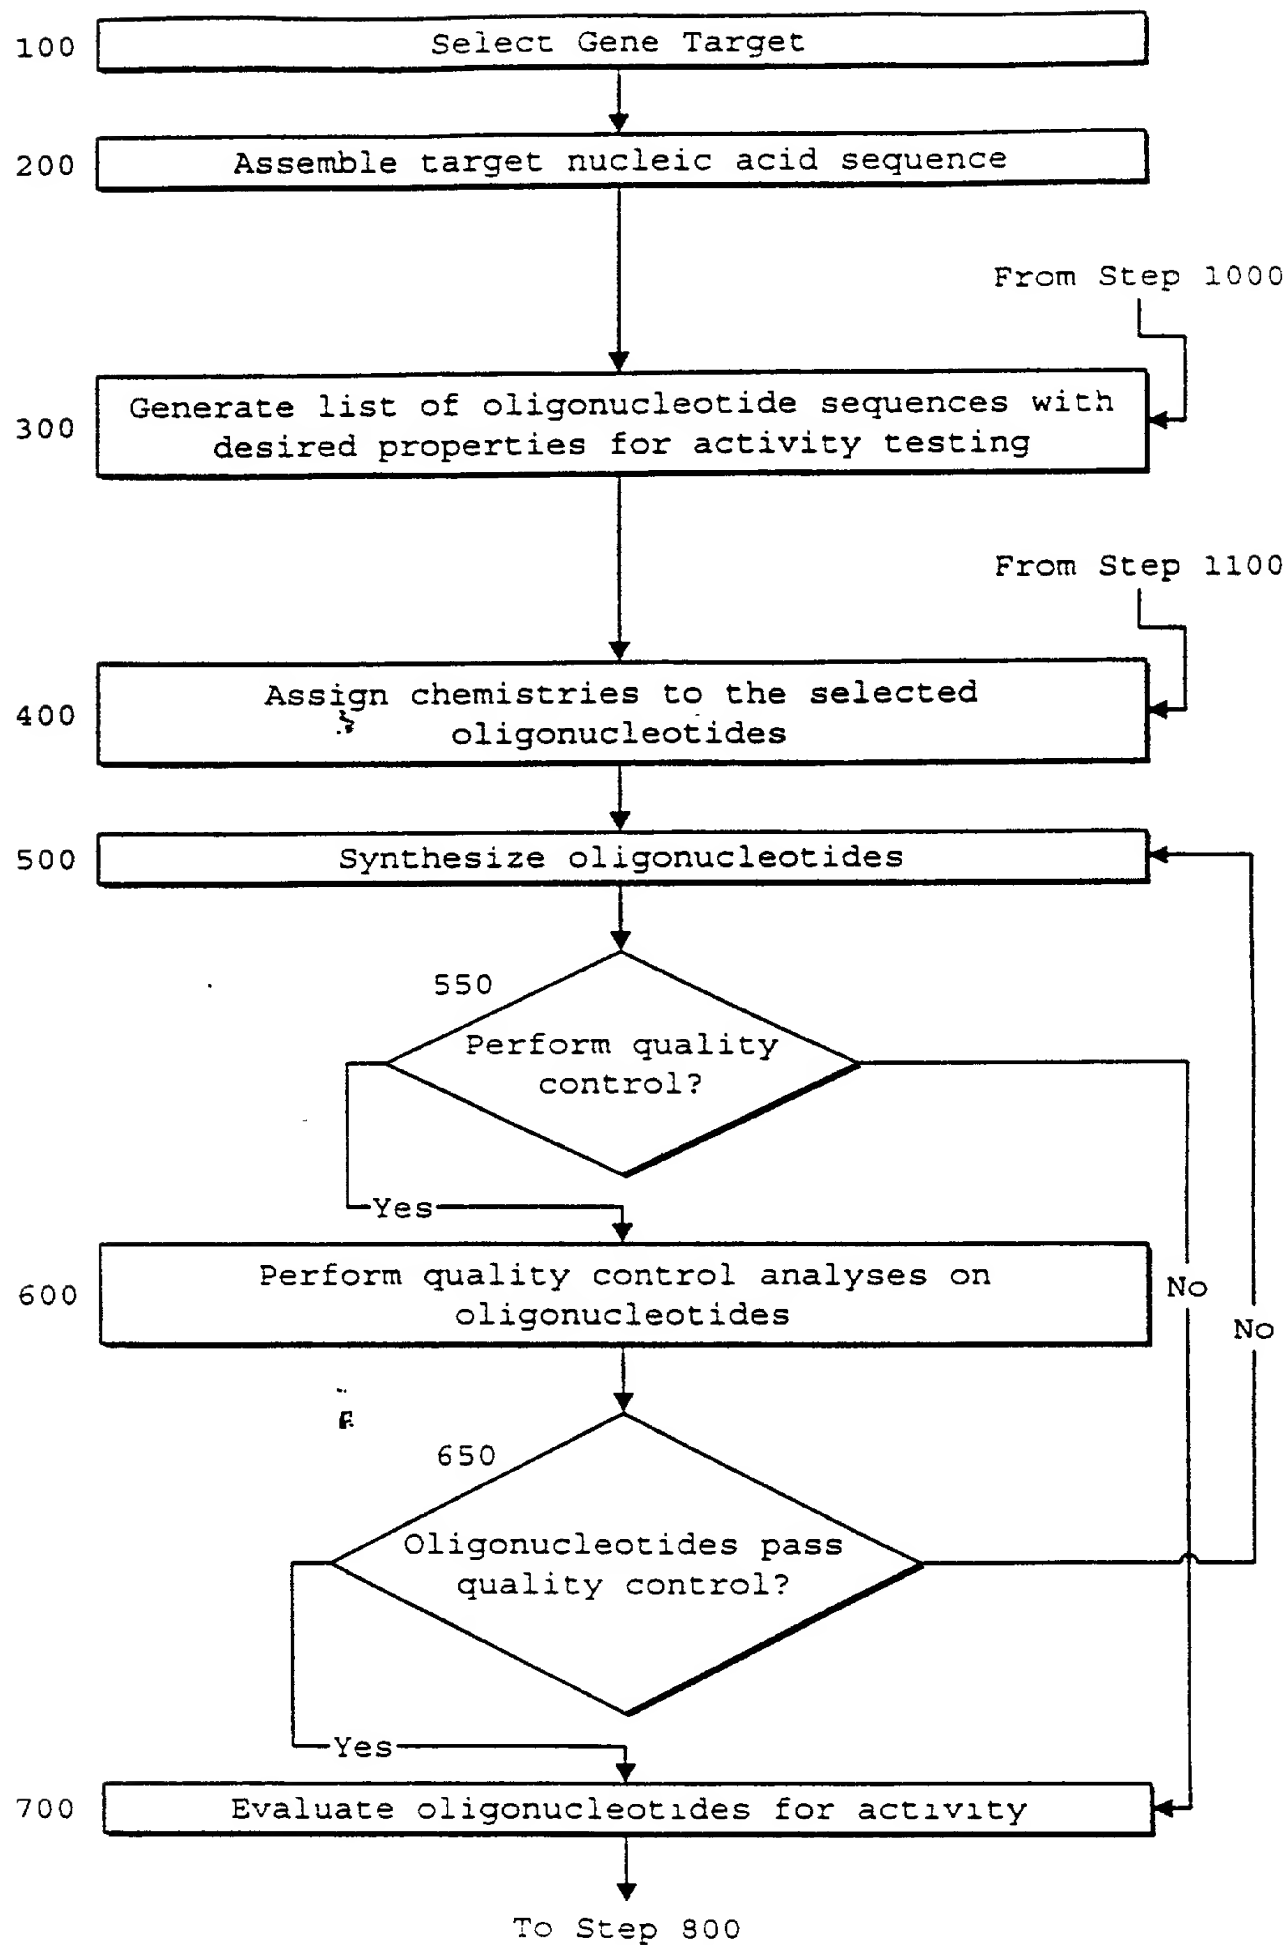 100 Select Gene Target
200 Assemble target nucleic acid sequence
From Step 1000
300 Generate list of oligonucleotide sequences with
desired properties for activity testing
From Step 1100
400 Assign chemistries to the selected
oligonucleotides
500 Synthesize oligonucleotides
550
Perform quality
control?
Yes
600 Perform quality control analyses on
oligonucleotides
No
No
650
Oligonucleotides pass
quality control?
Yes
700 Evaluate oligonucleotides for activity
To Step 800